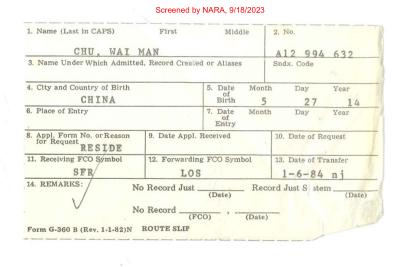 Screened by NARA, 9/18/2023
1. Name (Last in CAPS) First Middle 2. No.
CHU, WAI MAN A12 994 632
3. Name Under Which Admitted, Record Created or Aliases Sndx. Code
4. City and Country of Birth 5. Date of Birth Month Day Year
CHINA 5 27 14
6. Place of Entry 7. Date of Entry Month Day Year
8. Appl. Form No. or Reason for Request 9. Date Appl. Received 10. Date of Request
RESIDE
11. Receiving FCO Symbol 12. Forwarding FCO Symbol 13. Date of Transfer
SFR LOS 1-6-84 nj
14. REMARKS: No Record Just (Date) Record Just System (Date)
No Record (FCO) , (Date)
Form G-360 B (Rev. 1-1-82)N ROUTE SLIP